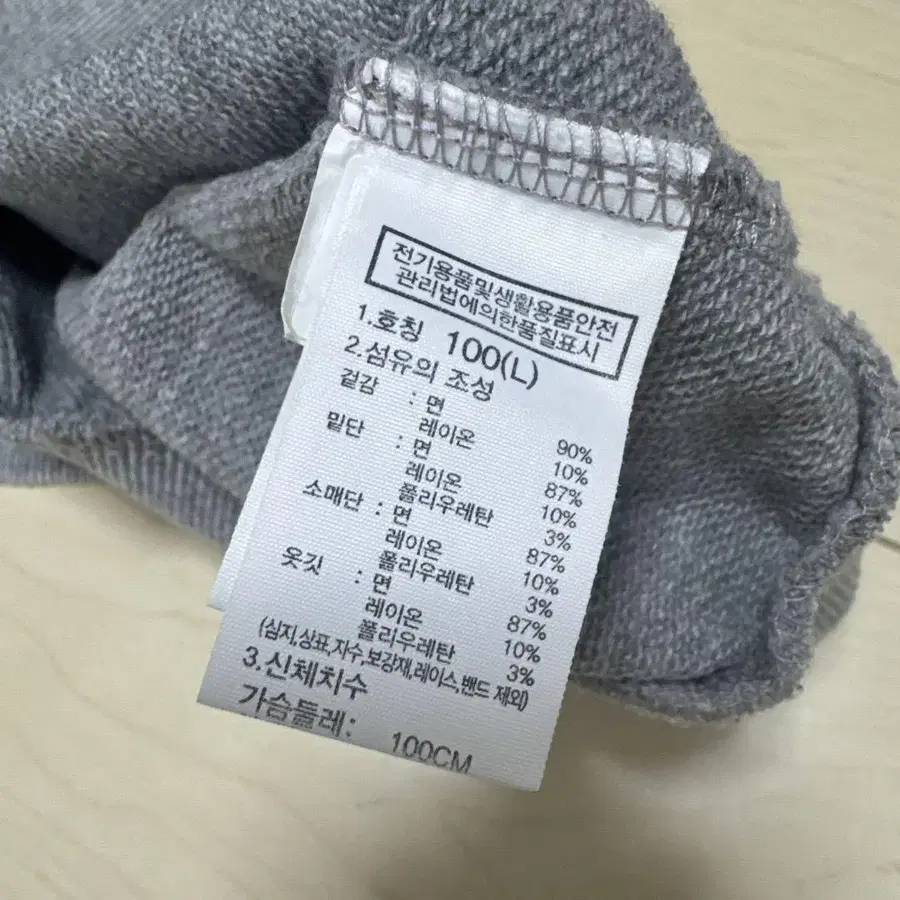 전기용품및생활용품안전
관리법에의한품질표시
1.호칭 100(L)
2.섬유의 조성
겉감 : 면 90%
레이온 10%
밑단 : 면 87%
레이온 10%
폴리우레탄 3%
소매단 : 면 87%
레이온 10%
폴리우레탄 3%
옷깃 : 면 87%
레이온 10%
폴리우레탄 3%
(심지,상표,자수,보강재,레이스,밴드 제외)
3.신체치수
가슴둘레: 100CM